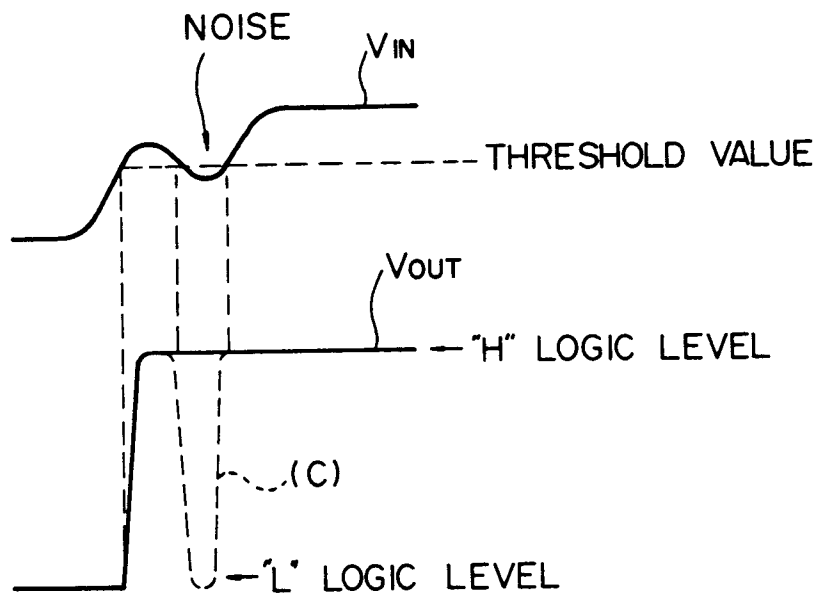 NOISE
VIN
THRESHOLD VALUE
VOUT
"H" LOGIC LEVEL
(C)
"L" LOGIC LEVEL